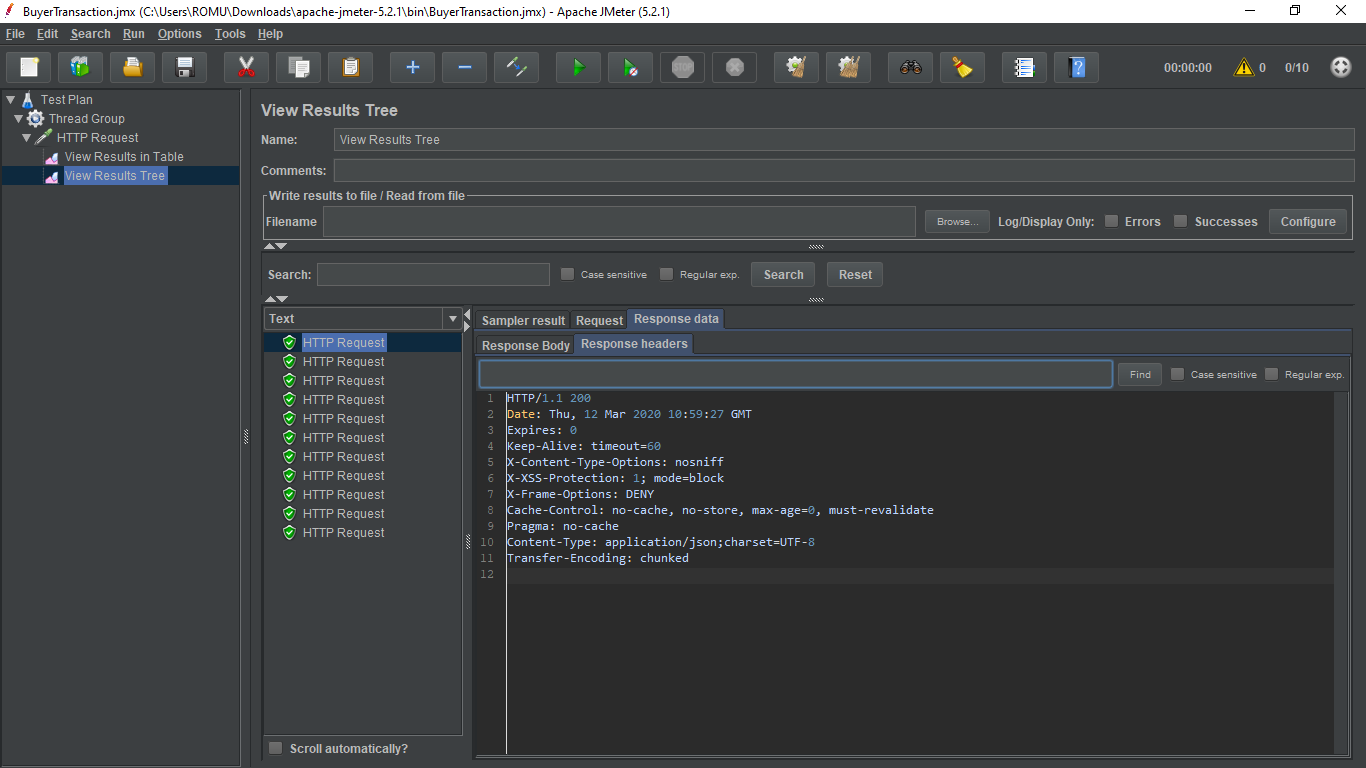 BuyerTransaction.jmx (C:\Users\ROMU\Downloads\apache-jmeter-5.2.1\bin\BuyerTransaction.jmx) - Apache JMeter (5.2.1)
File Edit Search Run Options Tools Help
STOP 00:00:00 0 0/10
Test Plan
Thread Group
HTTP Request
View Results in Table
View Results Tree
View Results Tree
Name: View Results Tree
Comments:
Write results to file / Read from file
Filename Browse... Log/Display Only: Errors Successes Configure
Search: Case sensitive Regular exp. Search Reset
Text
HTTP Request
HTTP Request
HTTP Request
HTTP Request
HTTP Request
HTTP Request
HTTP Request
HTTP Request
HTTP Request
HTTP Request
HTTP Request
Scroll automatically?
Sampler result Request Response data
Response Body Response headers
Find Case sensitive Regular exp.
1 HTTP/1.1 200
2 Date: Thu, 12 Mar 2020 10:59:27 GMT
3 Expires: 0
4 Keep-Alive: timeout=60
5 X-Content-Type-Options: nosniff
6 X-XSS-Protection: 1; mode=block
7 X-Frame-Options: DENY
8 Cache-Control: no-cache, no-store, max-age=0, must-revalidate
9 Pragma: no-cache
10 Content-Type: application/json;charset=UTF-8
11 Transfer-Encoding: chunked
12